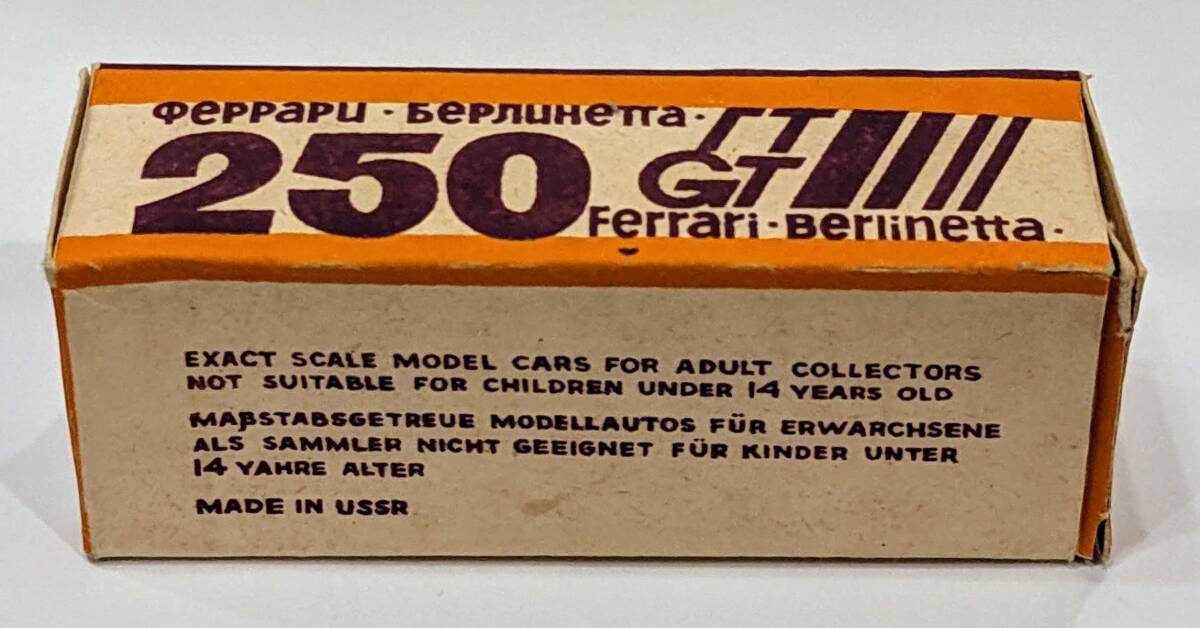 Феррари · Берлинетта · ГТ
250 GT
Ferrari · Berlinetta ·
EXACT SCALE MODEL CARS FOR ADULT COLLECTORS
NOT SUITABLE FOR CHILDREN UNDER 14 YEARS OLD
MAßSTABSGETREUE MODELLAUTOS FÜR ERWARCHSENE
ALS SAMMLER NICHT GEEIGNET FÜR KINDER UNTER
14 YAHRE ALTER
MADE IN USSR